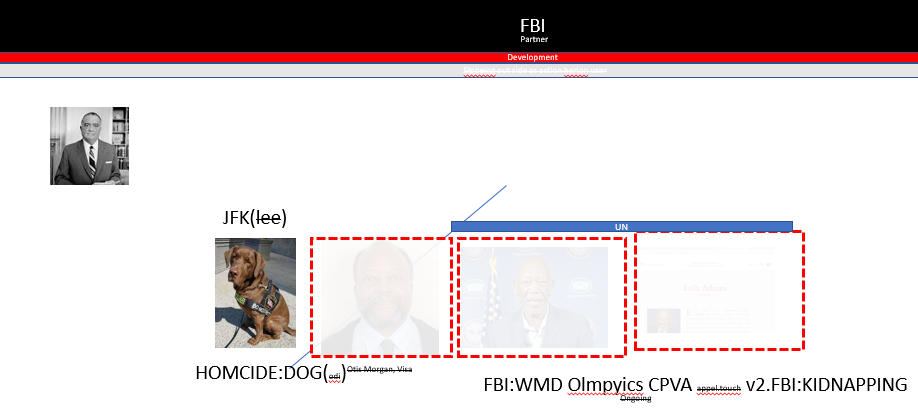 FBI
Partner
Development
UN
JFK(lee)
HOMCIDE:DOG(odi) Otis Morgan, Visa
FBI:WMD Olmpyics CPVA appel.touch v2.FBI:KIDNAPPING
Ongoing